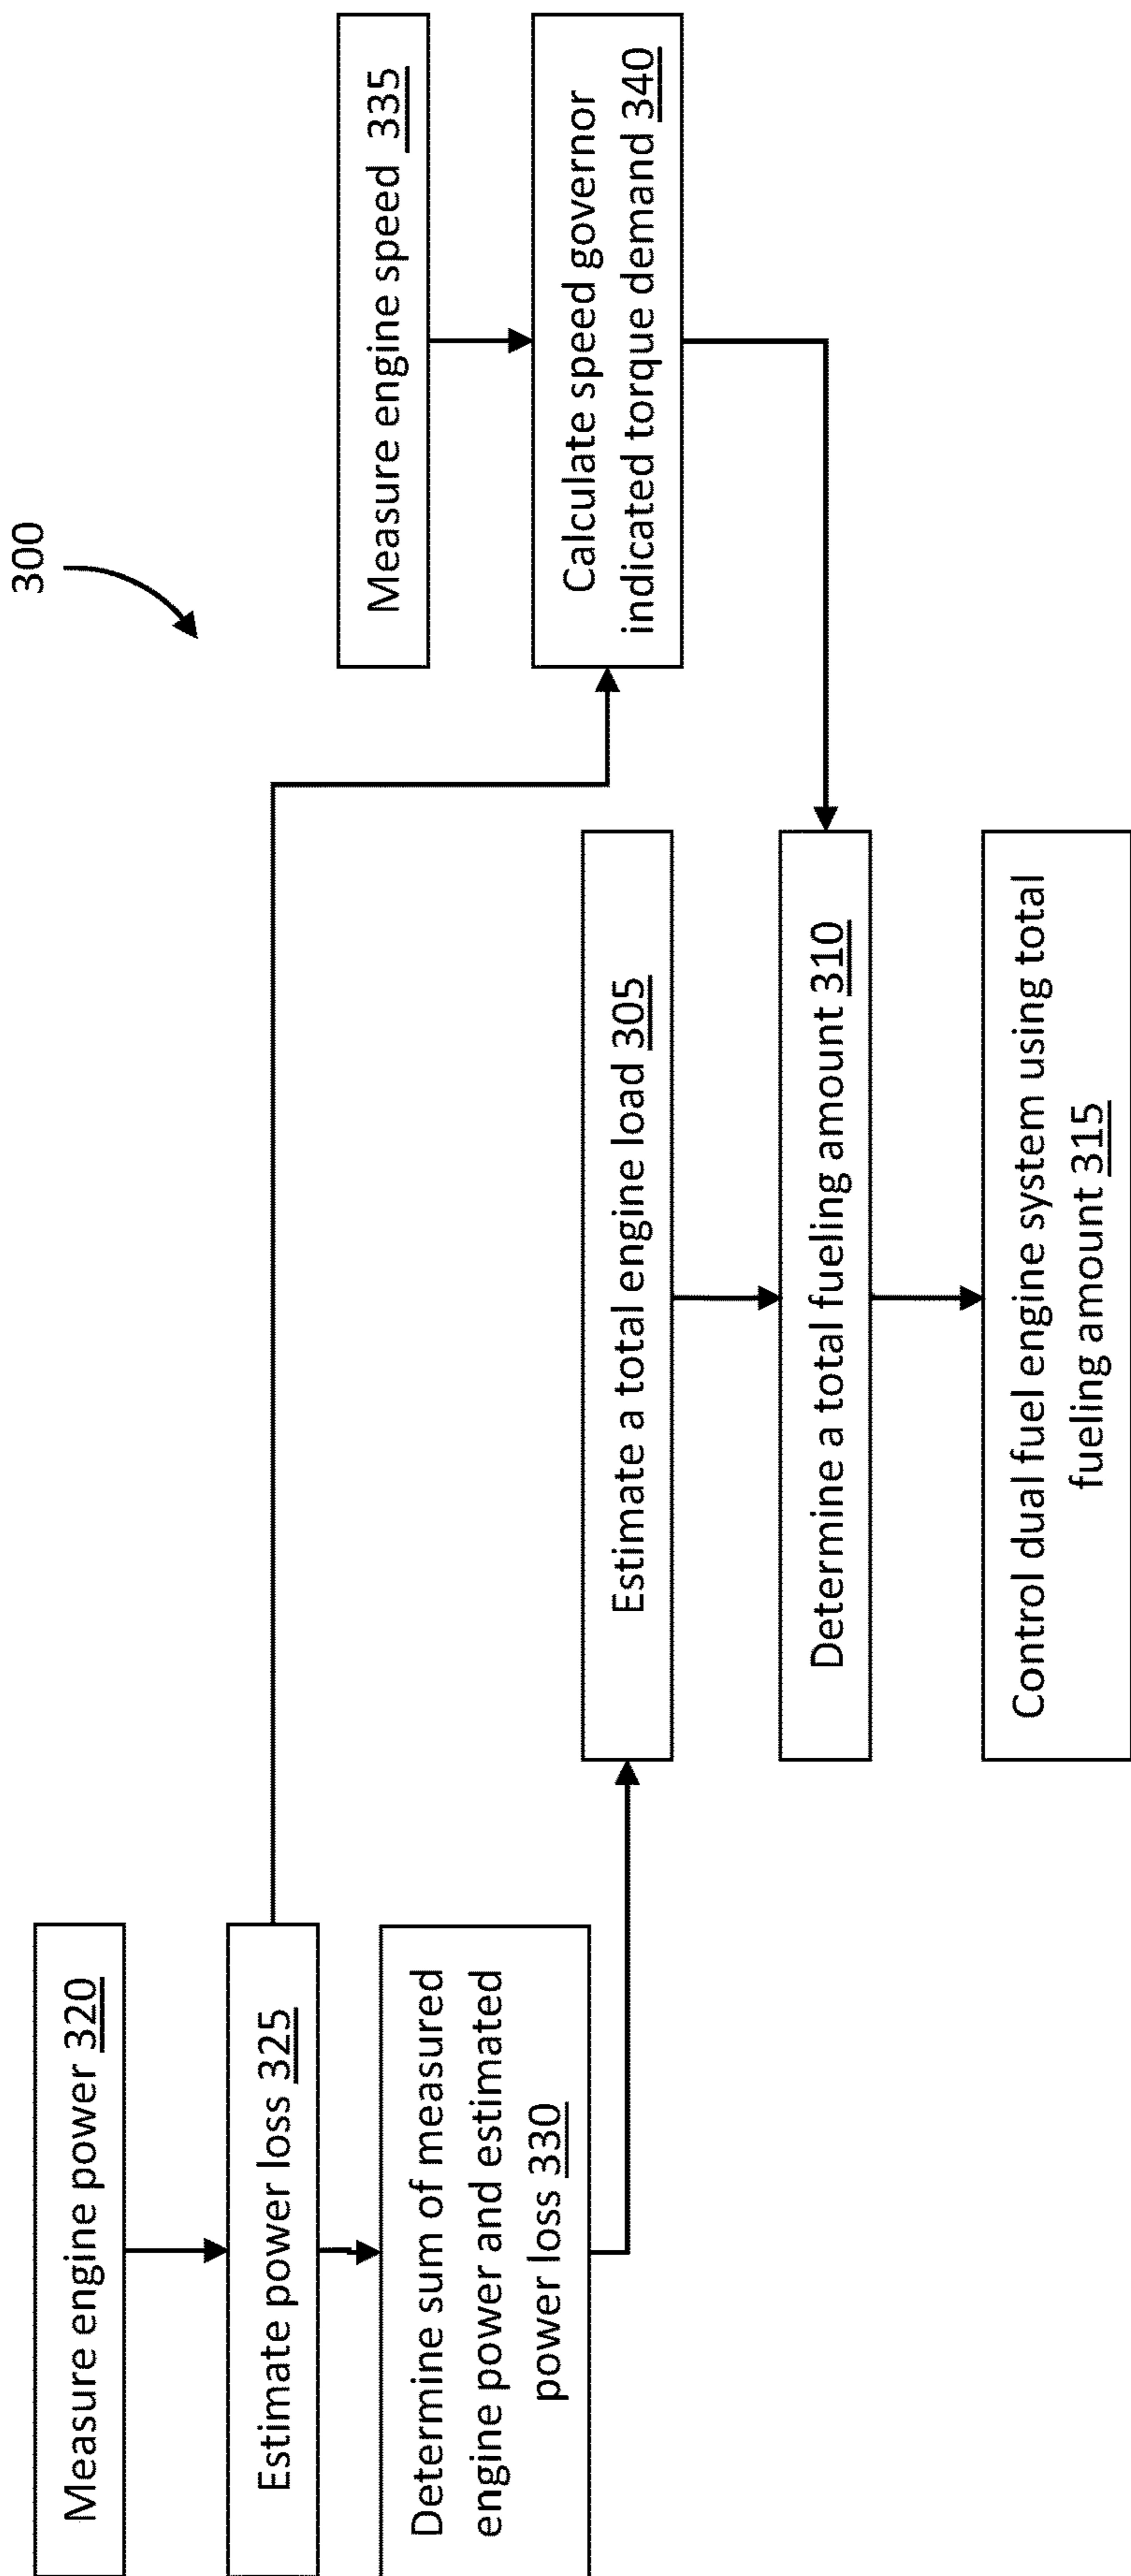 300
Measure engine power 320
Estimate power loss 325
Determine sum of measured
engine power and estimated
power loss 330
Estimate a total engine load 305
Determine a total fueling amount 310
Control dual fuel engine system using total
fueling amount 315
Measure engine speed 335
Calculate speed governor
indicated torque demand 340